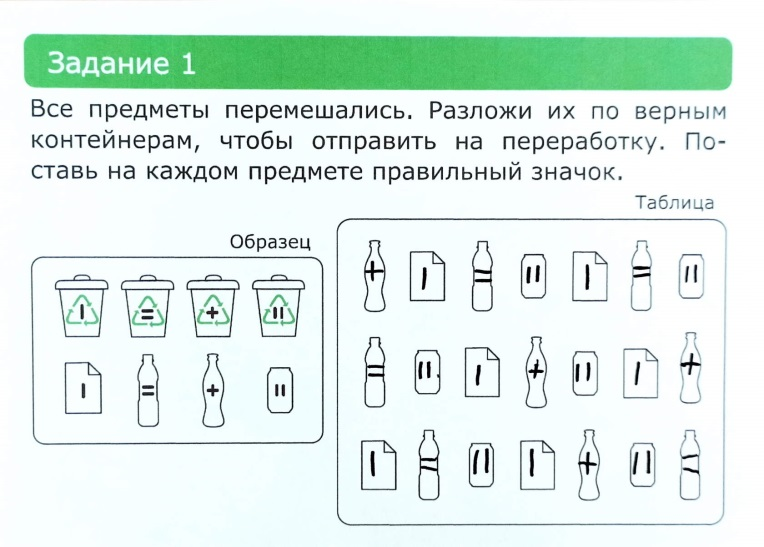 Задание 1
Все предметы перемешались. Разложи их по верным
контейнерам, чтобы отправить на переработку. По-
ставь на каждом предмете правильный значок.
Таблица
Образец